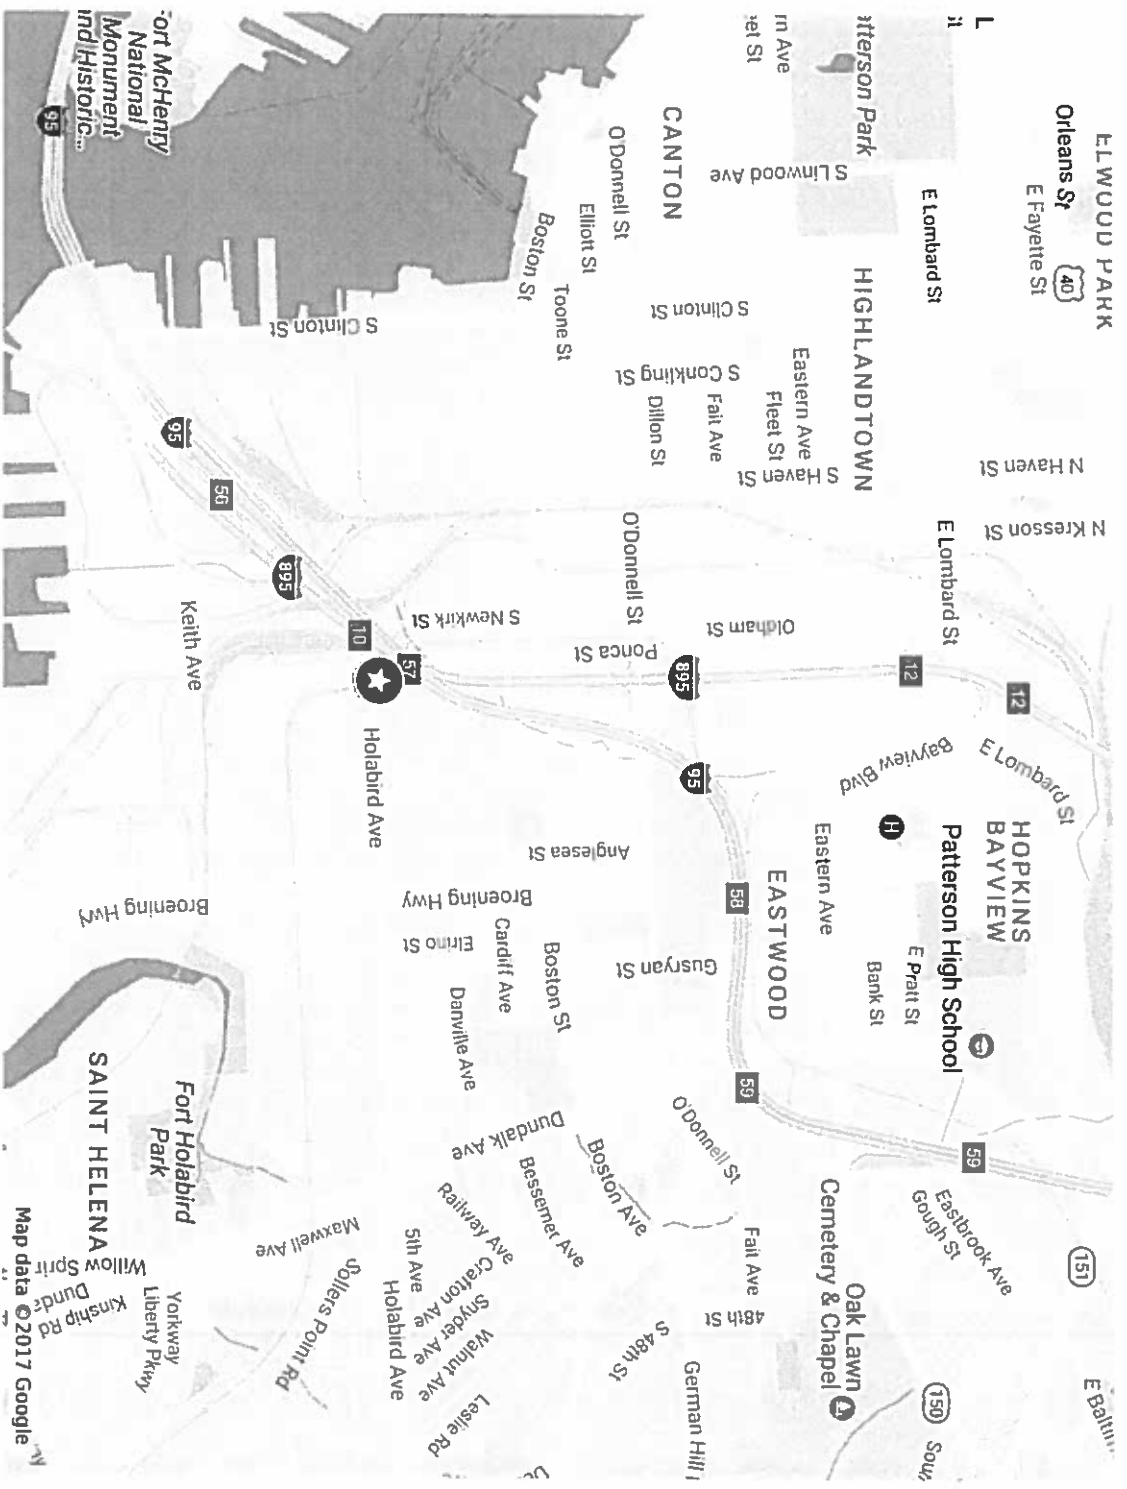 ELWOOD PARK
Orleans St
E Fayette St
40
E Lombard St
Patterson Park
S Linwood Ave
CANTON
O'Donnell St
Elliott St
Boston St
Toone St
S Clinton St
S Conkling St
Dillon St
Fait Ave
Fleet St
Eastern Ave
S Haven St
HIGHLANDTOWN
N Haven St
N Kresson St
E Lombard St
Fort McHenry
National
Monument
and Historic...
95
S Clinton St
95
56
895
10
57
Keith Ave
S Newkirk St
O'Donnell St
Ponca St
Oldham St
895
12
12
Holabird Ave
95
Bayview Blvd
E Lombard St
H
HOPKINS
BAYVIEW
Patterson High School
E Pratt St
Bank St
Eastern Ave
EASTWOOD
58
Anglesea St
Broening Hwy
Elrino St
Cardiff Ave
Danville Ave
Boston St
Gusryan St
Broening Hwy
59
59
O'Donnell St
Dundalk Ave
Boston Ave
Bessemer Ave
Railway Ave
5th Ave
Crafton Ave
Snyder Ave
Walnut Ave
Holabird Ave
Leslie Rd
Fait Ave
48th St
S 48th St
German Hill
Oak Lawn
Cemetery & Chapel
Eastbrook Ave
Gough St
151
150
E Baltim
Sout
Fort Holabird
Park
SAINT HELENA
Maxwell Ave
Sollers Point Rd
Willow Sprin
Dunda
Kinship Rd
Yorkway
Liberty Pkwy
Map data ©2017 Google